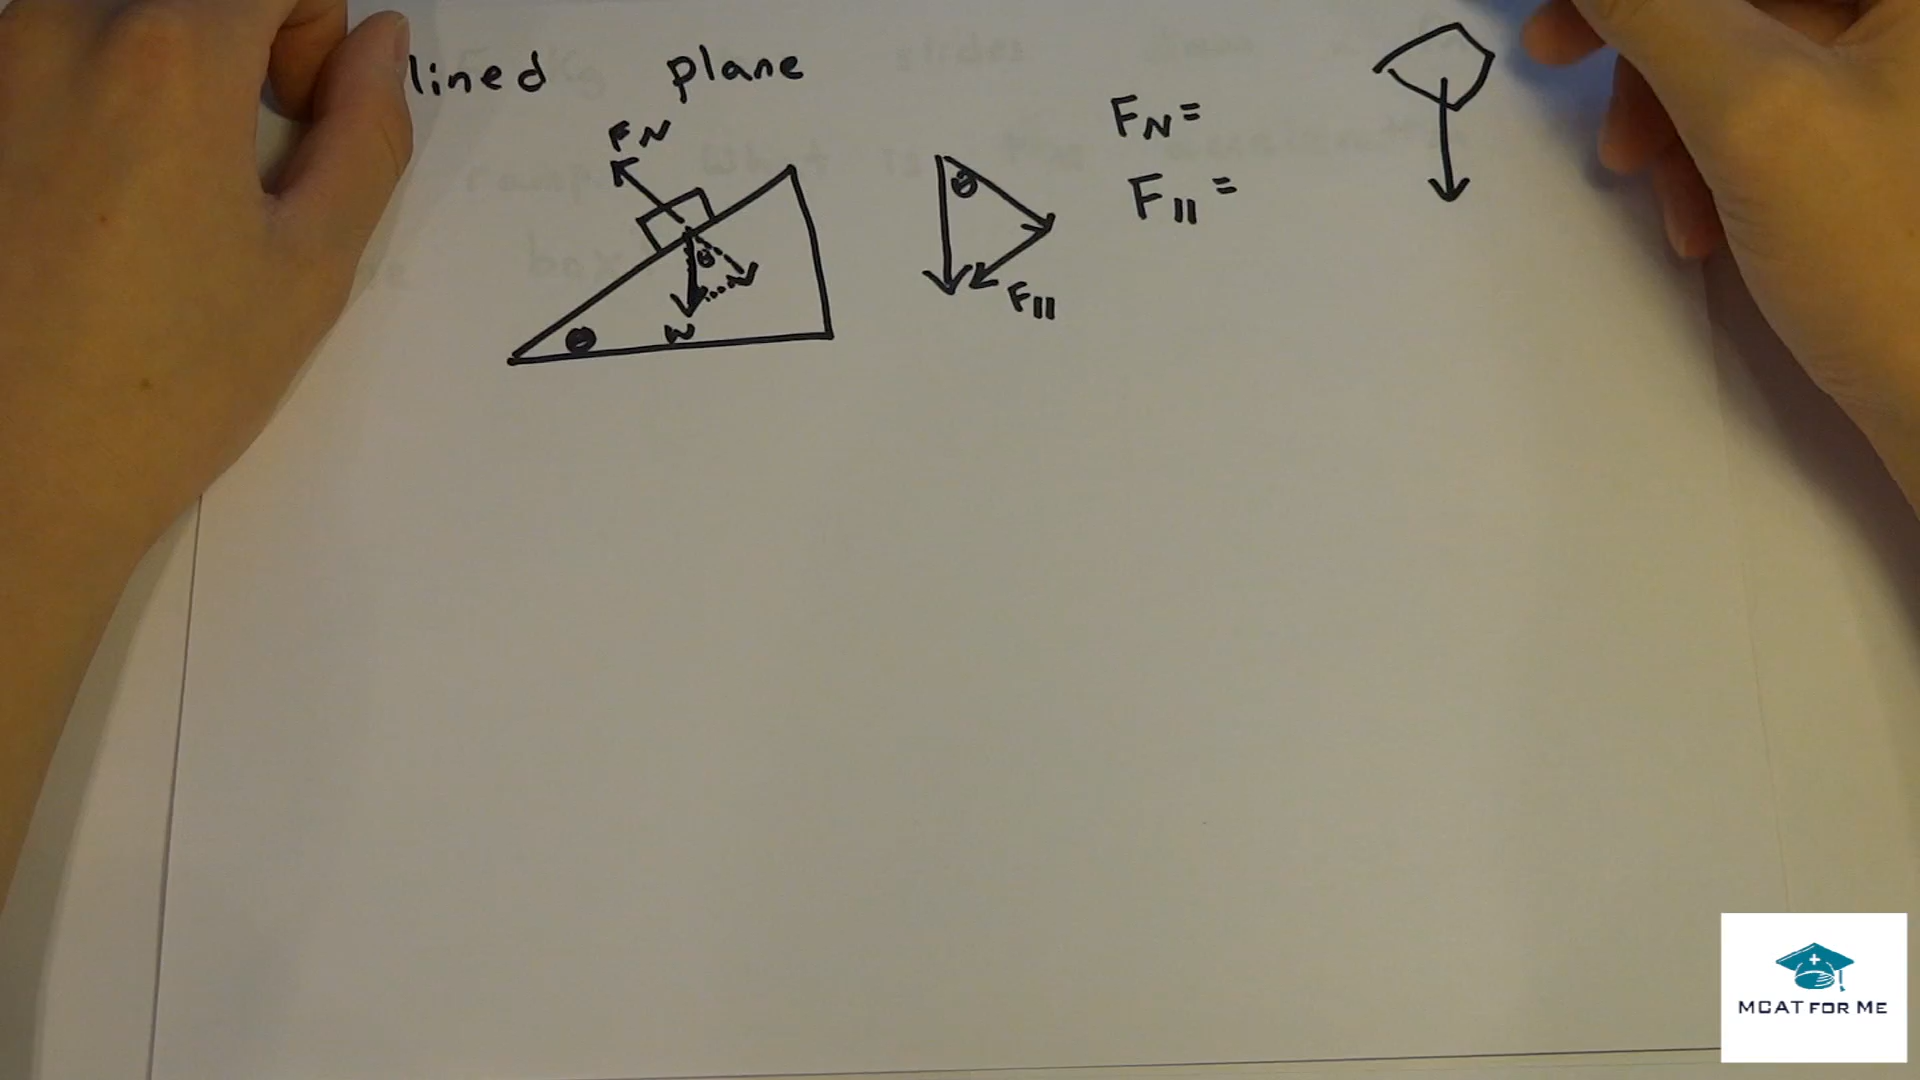 lined plane
FN
FN =
F|| =
θ
θ
F||
W
θ
MCAT FOR ME